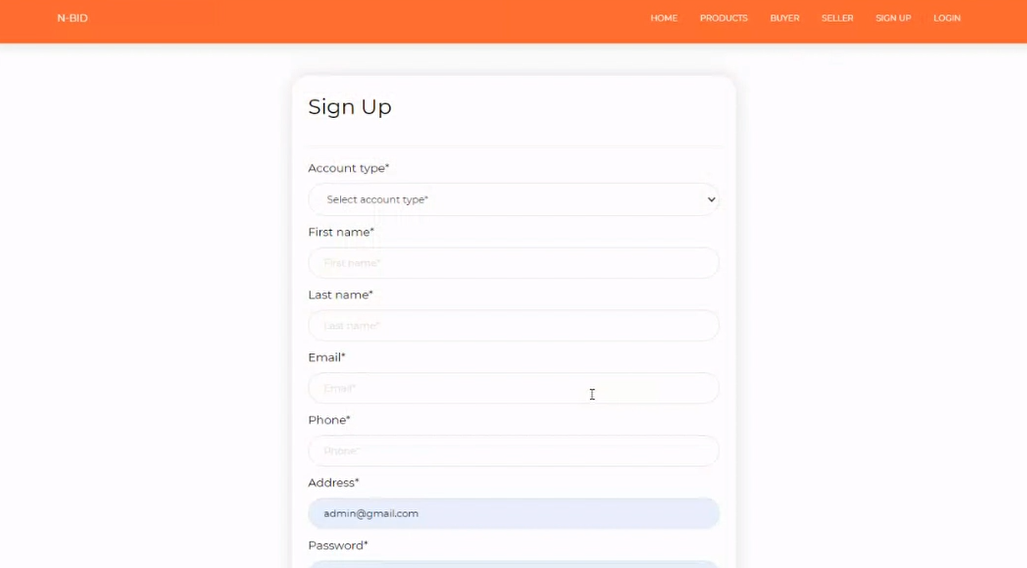 N-BID
HOME PRODUCTS BUYER SELLER SIGN UP LOGIN
Sign Up
Account type*
Select account type*
First name*
First name*
Last name*
Last name*
Email*
Email*
Phone*
Phone*
Address*
admin@gmail.com
Password*